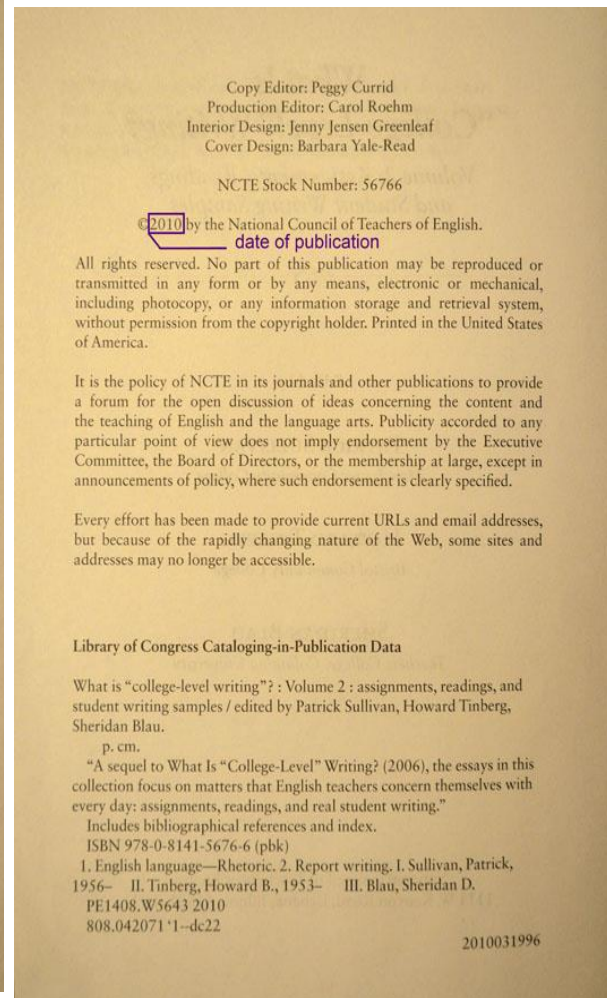 Copy Editor: Peggy Currid
Production Editor: Carol Roehm
Interior Design: Jenny Jensen Greenleaf
Cover Design: Barbara Yale-Read
NCTE Stock Number: 56766
©2010 by the National Council of Teachers of English.
date of publication
All rights reserved. No part of this publication may be reproduced or
transmitted in any form or by any means, electronic or mechanical,
including photocopy, or any information storage and retrieval system,
without permission from the copyright holder. Printed in the United States
of America.
It is the policy of NCTE in its journals and other publications to provide
a forum for the open discussion of ideas concerning the content and
the teaching of English and the language arts. Publicity accorded to any
particular point of view does not imply endorsement by the Executive
Committee, the Board of Directors, or the membership at large, except in
announcements of policy, where such endorsement is clearly specified.
Every effort has been made to provide current URLs and email addresses,
but because of the rapidly changing nature of the Web, some sites and
addresses may no longer be accessible.
Library of Congress Cataloging-in-Publication Data
What is “college-level writing”? : Volume 2 : assignments, readings, and
student writing samples / edited by Patrick Sullivan, Howard Tinberg,
Sheridan Blau.
p. cm.
“A sequel to What Is “College-Level” Writing? (2006), the essays in this
collection focus on matters that English teachers concern themselves with
every day: assignments, readings, and real student writing.”
Includes bibliographical references and index.
ISBN 978-0-8141-5676-6 (pbk)
1. English language—Rhetoric. 2. Report writing. I. Sullivan, Patrick,
1956– II. Tinberg, Howard B., 1953– III. Blau, Sheridan D.
PE1408.W5643 2010
808.042071‘1--dc22
2010031996